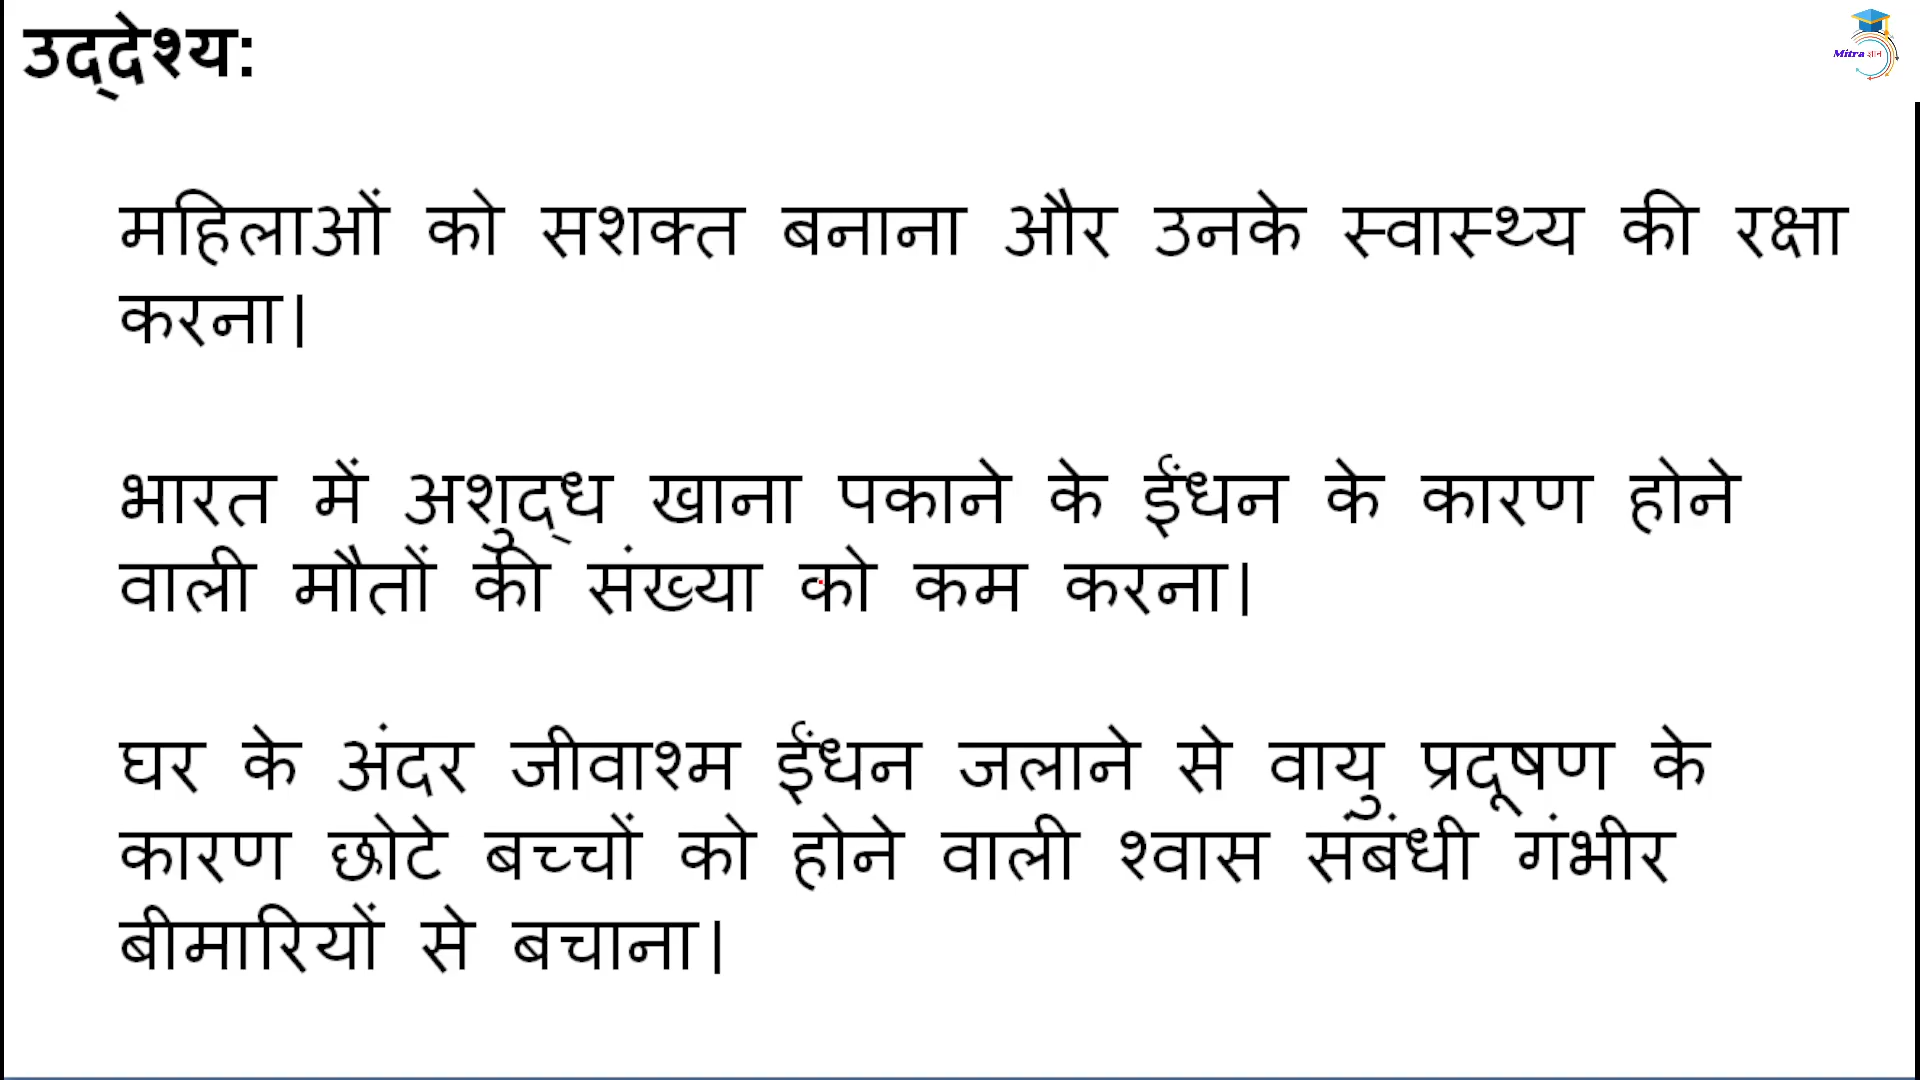 उद्देश्य:
Mitra ज्ञान
महिलाओं को सशक्त बनाना और उनके स्वास्थ्य की रक्षा
करना।
भारत में अशुद्ध खाना पकाने के ईंधन के कारण होने
वाली मौतों की संख्या को कम करना।
घर के अंदर जीवाश्म ईंधन जलाने से वायु प्रदूषण के
कारण छोटे बच्चों को होने वाली श्वास संबंधी गंभीर
बीमारियों से बचाना।